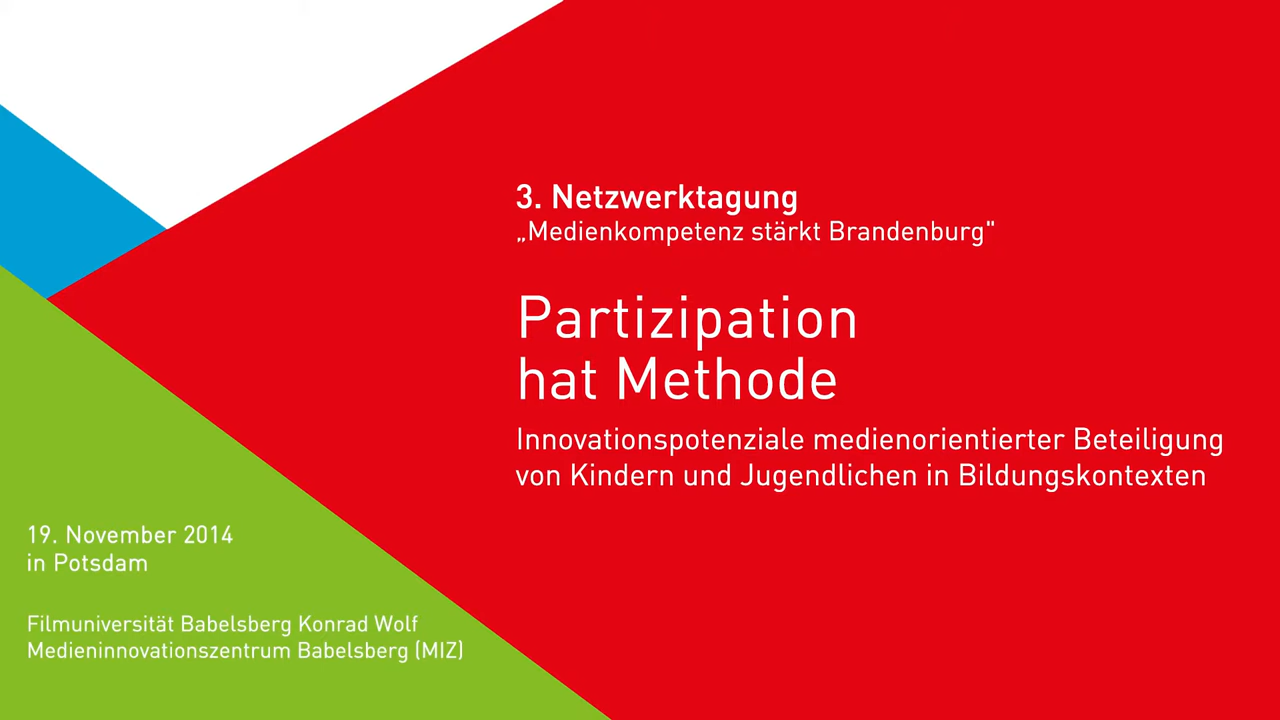 3. Netzwerktagung
„Medienkompetenz stärkt Brandenburg"
Partizipation
hat Methode
Innovationspotenziale medienorientierter Beteiligung
von Kindern und Jugendlichen in Bildungskontexten
19. November 2014
in Potsdam
Filmuniversität Babelsberg Konrad Wolf
Medieninnovationszentrum Babelsberg (MIZ)